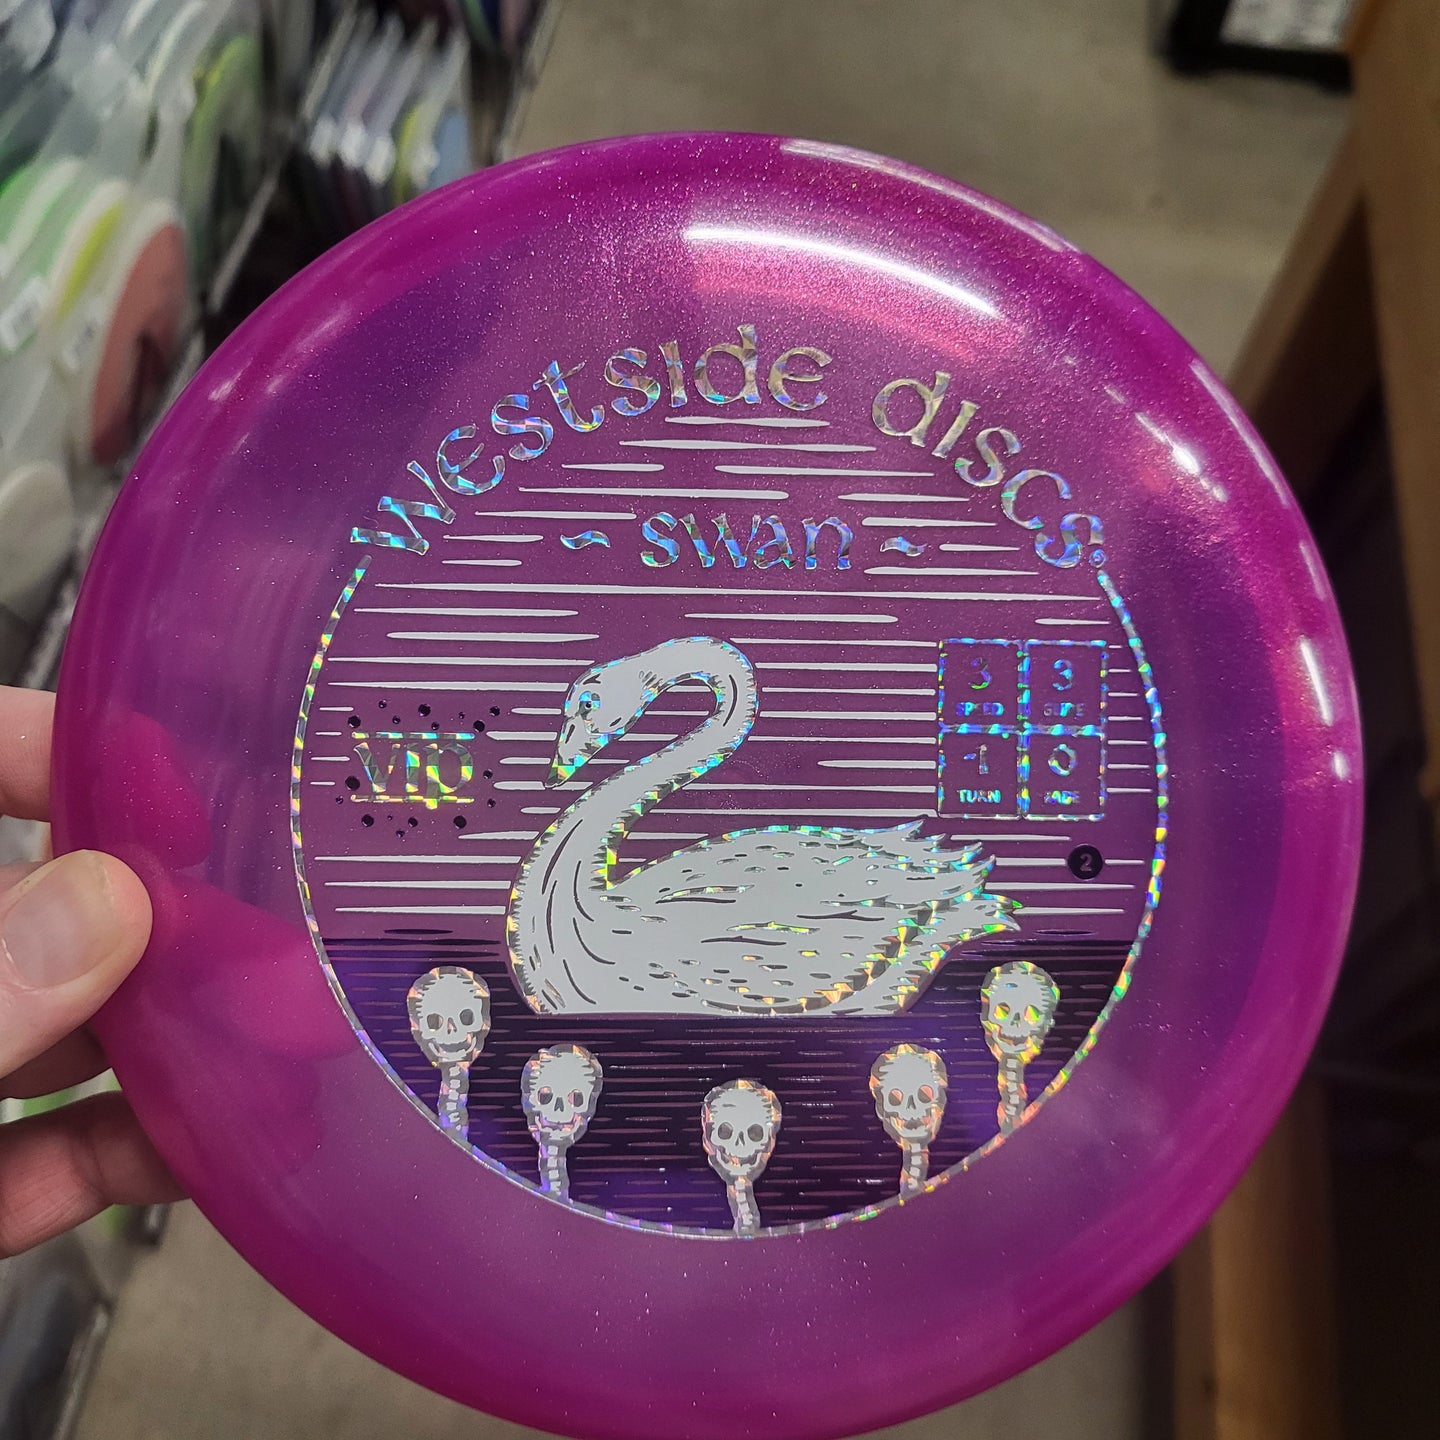 westside discs®
~ swan ~
VIP
3 3
SPEED GLIDE
-1 0
TURN FADE
2